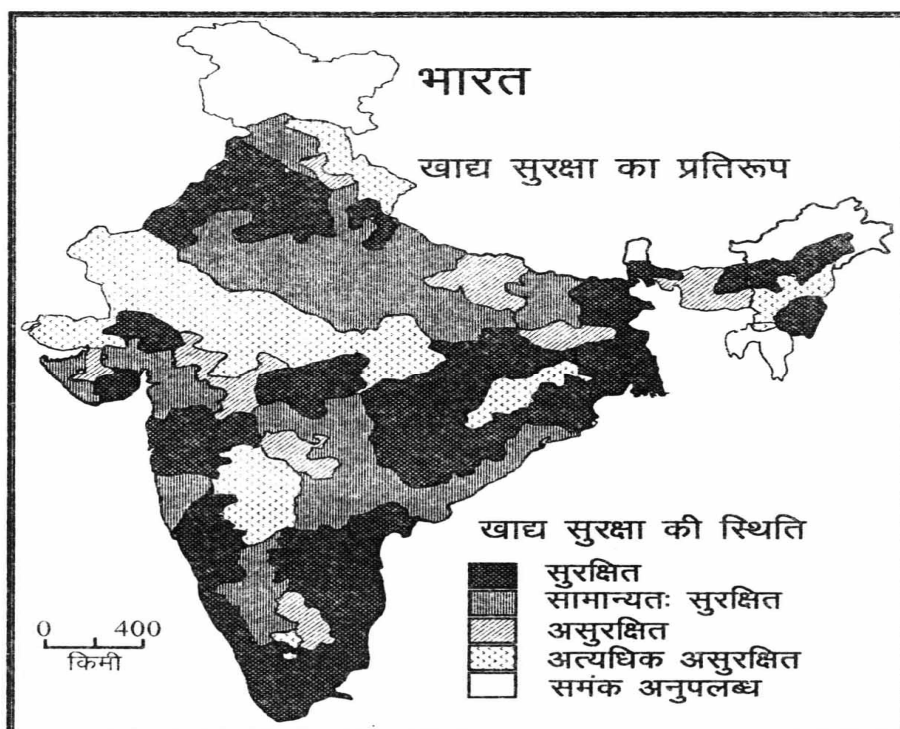 भारत
खाद्य सुरक्षा का प्रतिरूप
खाद्य सुरक्षा की स्थिति
सुरक्षित
सामान्यतः सुरक्षित
असुरक्षित
अत्यधिक असुरक्षित
समंक अनुपलब्ध
0 400
किमी